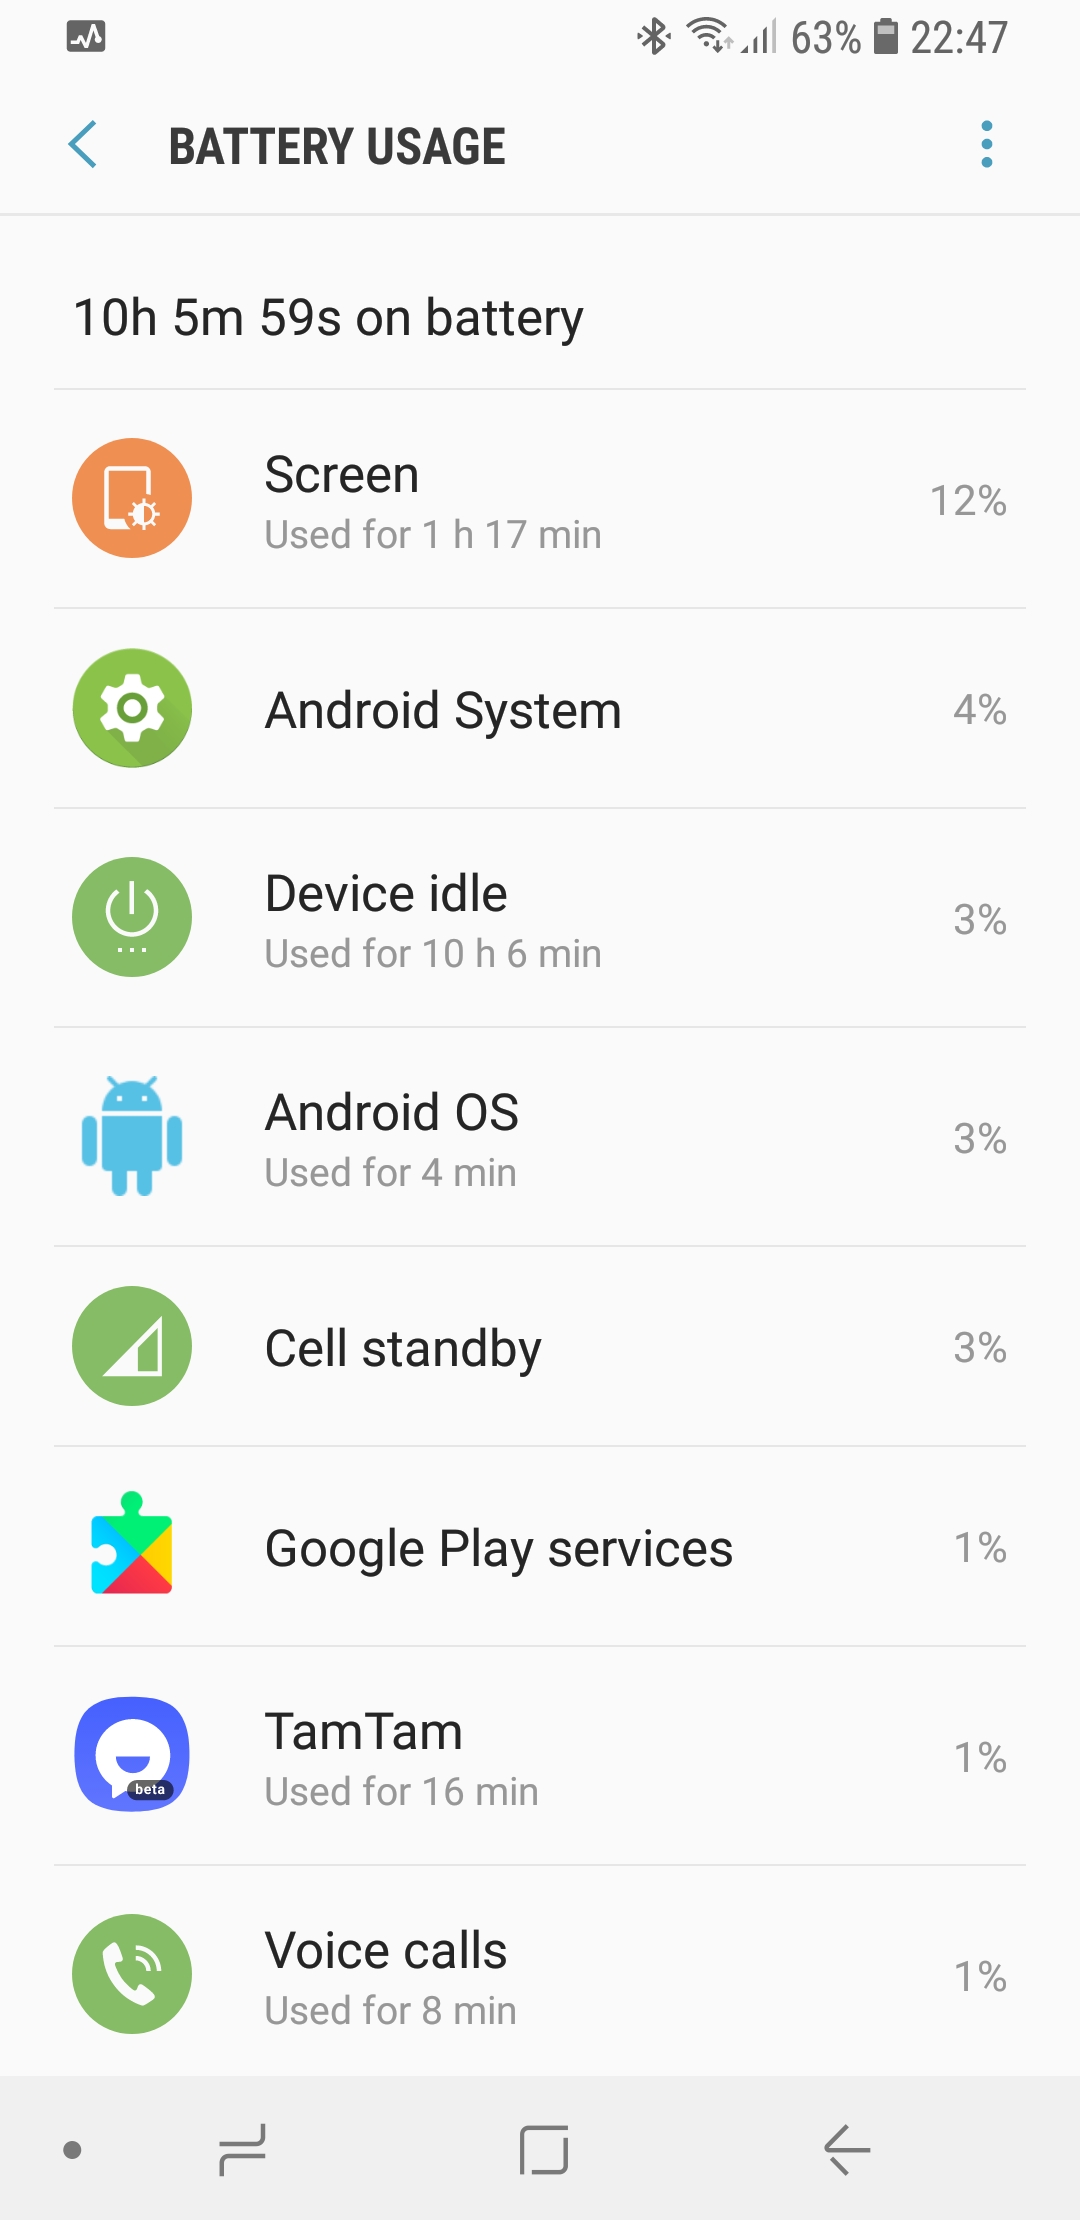 63% 22:47
BATTERY USAGE
10h 5m 59s on battery
Screen
Used for 1 h 17 min
12%
Android System
4%
Device idle
Used for 10 h 6 min
3%
Android OS
Used for 4 min
3%
Cell standby
3%
Google Play services
1%
TamTam
Used for 16 min
beta
1%
Voice calls
Used for 8 min
1%